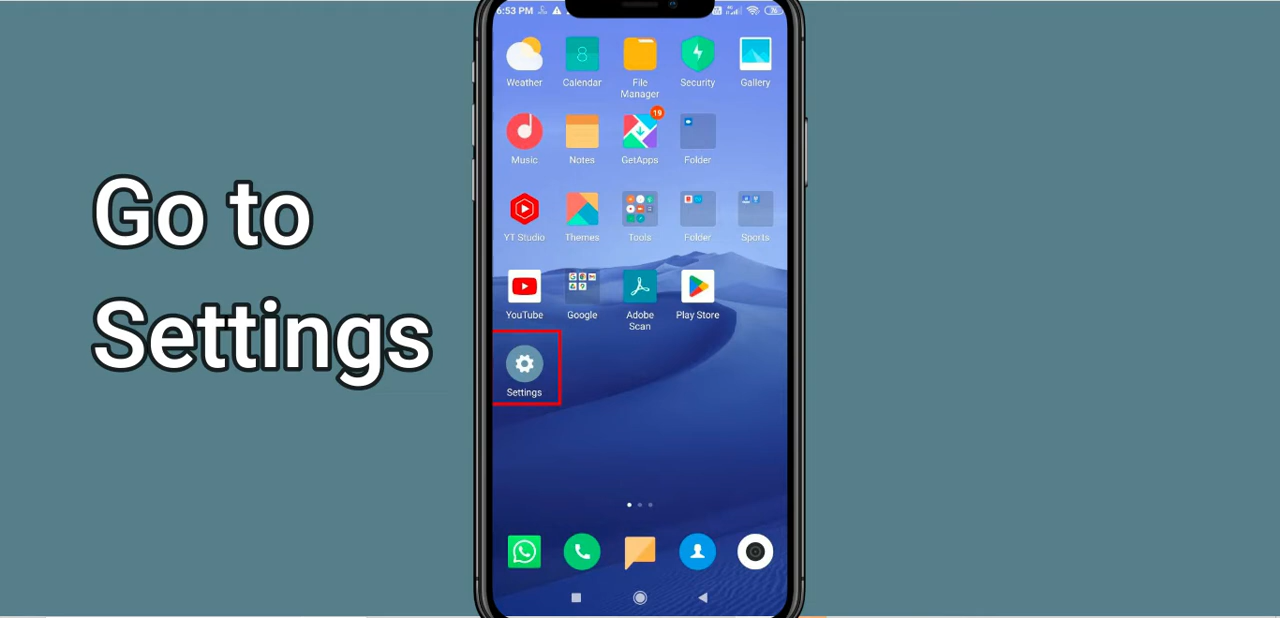 6:53 PM
Go to
Settings
Weather
Calendar
File
Manager
Security
Gallery
8
19
Music
Notes
GetApps
Folder
YT Studio
Themes
Tools
Folder
Sports
YouTube
Google
Adobe
Scan
Play Store
Settings